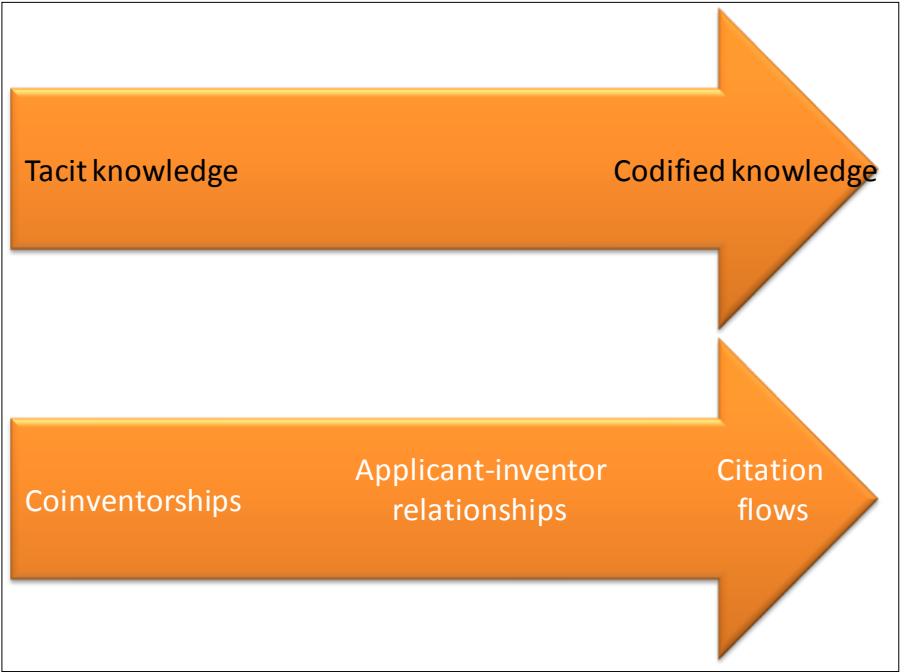 Tacit knowledge
Codified knowledge
Coinventorships
Applicant-inventor
relationships
Citation
flows